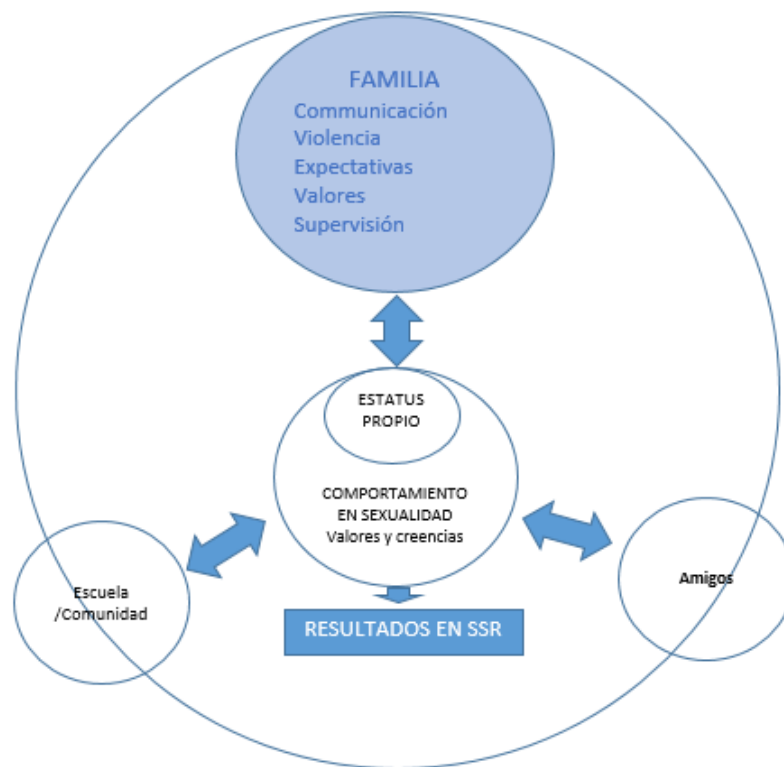 FAMILIA
Communicación
Violencia
Expectativas
Valores
Supervisión
ESTATUS
PROPIO
COMPORTAMIENTO
EN SEXUALIDAD
Valores y creencias
Escuela
/Comunidad
Amigos
RESULTADOS EN SSR